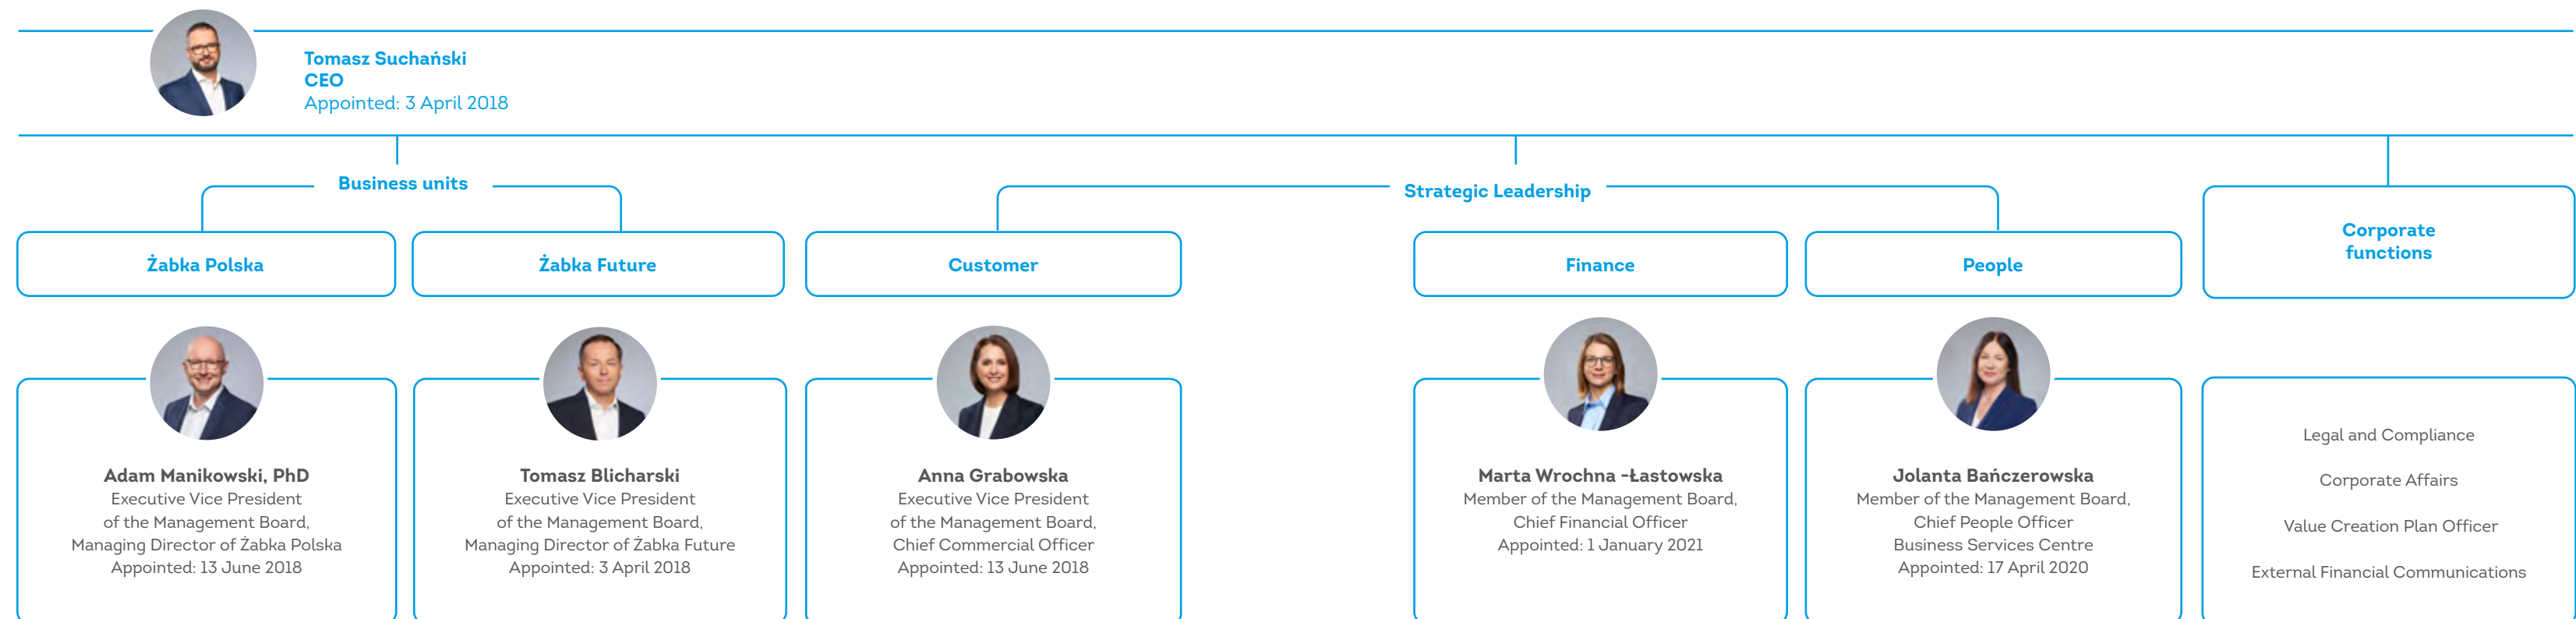 Tomasz Suchański
CEO
Appointed: 3 April 2018
Business units
Strategic Leadership
Corporate
functions
Żabka Polska
Żabka Future
Customer
Finance
People
Adam Manikowski, PhD
Executive Vice President
of the Management Board,
Managing Director of Żabka Polska
Appointed: 13 June 2018
Tomasz Blicharski
Executive Vice President
of the Management Board,
Managing Director of Żabka Future
Appointed: 3 April 2018
Anna Grabowska
Executive Vice President
of the Management Board,
Chief Commercial Officer
Appointed: 13 June 2018
Marta Wrochna -Łastowska
Member of the Management Board,
Chief Financial Officer
Appointed: 1 January 2021
Jolanta Bańczerowska
Member of the Management Board,
Chief People Officer
Business Services Centre
Appointed: 17 April 2020
Legal and Compliance
Corporate Affairs
Value Creation Plan Officer
External Financial Communications